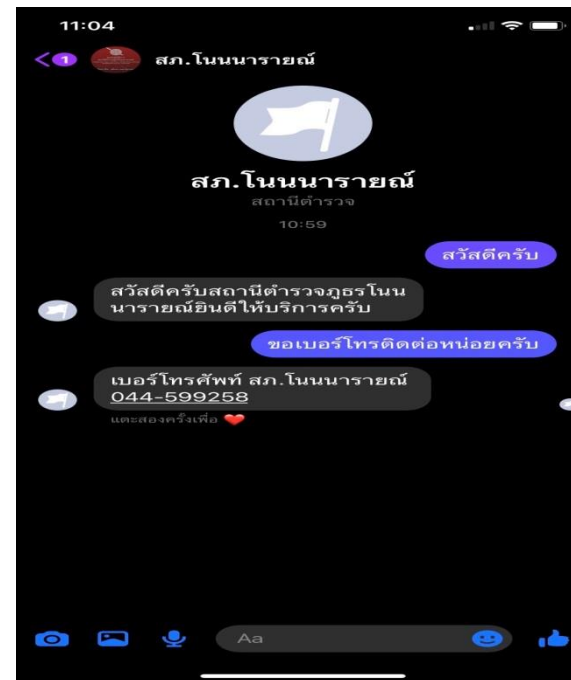 11:04
1
สภ.โนนนารายณ์
สภ.โนนนารายณ์
สถานีตำรวจ
10:59
สวัสดีครับ
สวัสดีครับสถานีตำรวจภูธรโนน
นารายณ์ยินดีให้บริการครับ
ขอเบอร์โทรติดต่อหน่อยครับ
เบอร์โทรศัพท์ สภ.โนนนารายณ์
044-599258
แตะสองครั้งเพื่อ ❤️
Aa